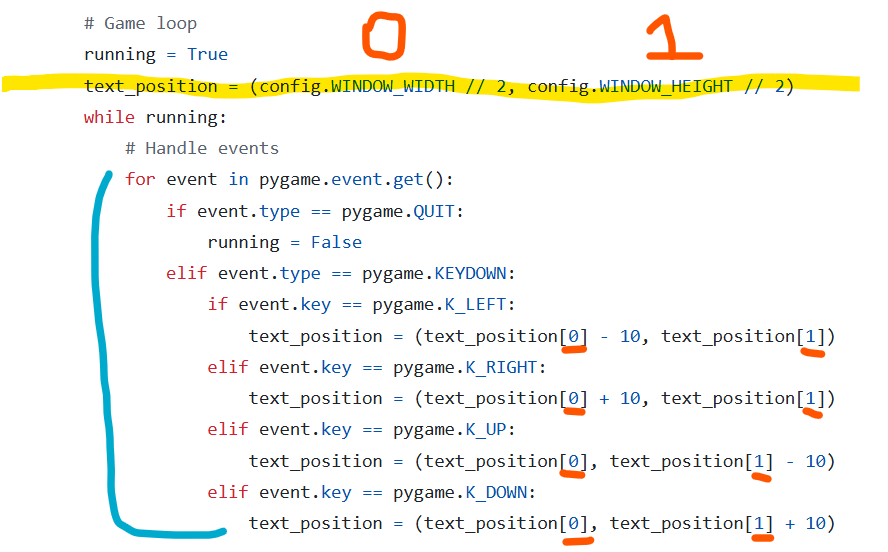 # Game loop
0 1
running = True
text_position = (config.WINDOW_WIDTH // 2, config.WINDOW_HEIGHT // 2)
while running:
    # Handle events
    for event in pygame.event.get():
        if event.type == pygame.QUIT:
            running = False
        elif event.type == pygame.KEYDOWN:
            if event.key == pygame.K_LEFT:
                text_position = (text_position[0] - 10, text_position[1])
            elif event.key == pygame.K_RIGHT:
                text_position = (text_position[0] + 10, text_position[1])
            elif event.key == pygame.K_UP:
                text_position = (text_position[0], text_position[1] - 10)
            elif event.key == pygame.K_DOWN:
                text_position = (text_position[0], text_position[1] + 10)